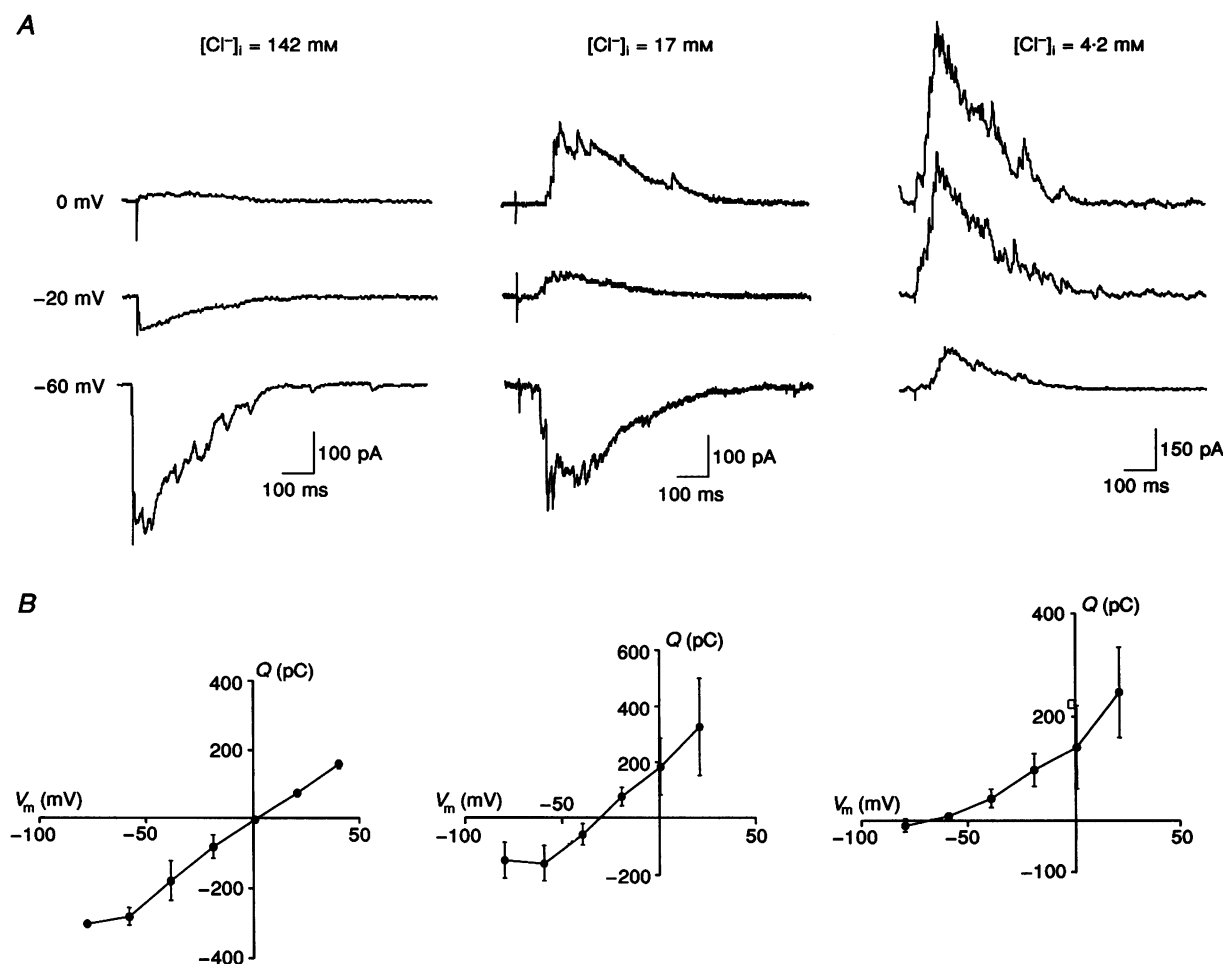 A
[Cl⁻]i = 142 mM
[Cl⁻]i = 17 mM
[Cl⁻]i = 4·2 mM
0 mV
−20 mV
−60 mV
100 pA
100 ms
100 pA
100 ms
150 pA
100 ms
B
Q (pC)
400
200
Vm (mV)
−100
−50
50
−200
−400
Q (pC)
600
400
200
Vm (mV)
−50
−100
50
−200
Q (pC)
400
200
Vm (mV)
−100
−50
50
−100